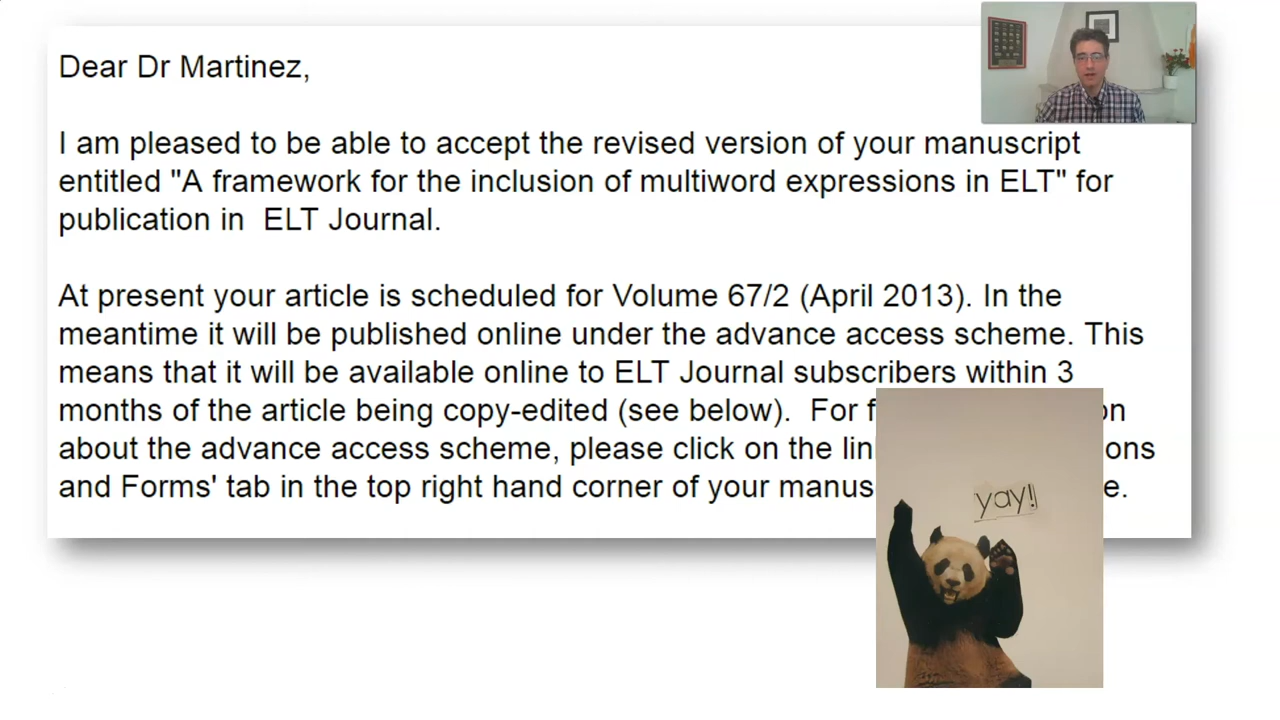 Dear Dr Martinez,
I am pleased to be able to accept the revised version of your manuscript
entitled "A framework for the inclusion of multiword expressions in ELT" for
publication in  ELT Journal.
At present your article is scheduled for Volume 67/2 (April 2013). In the
meantime it will be published online under the advance access scheme. This
means that it will be available online to ELT Journal subscribers within 3
months of the article being copy-edited (see below).  For
about the advance access scheme, please click on the
and Forms' tab in the top right hand corner of your
yay!